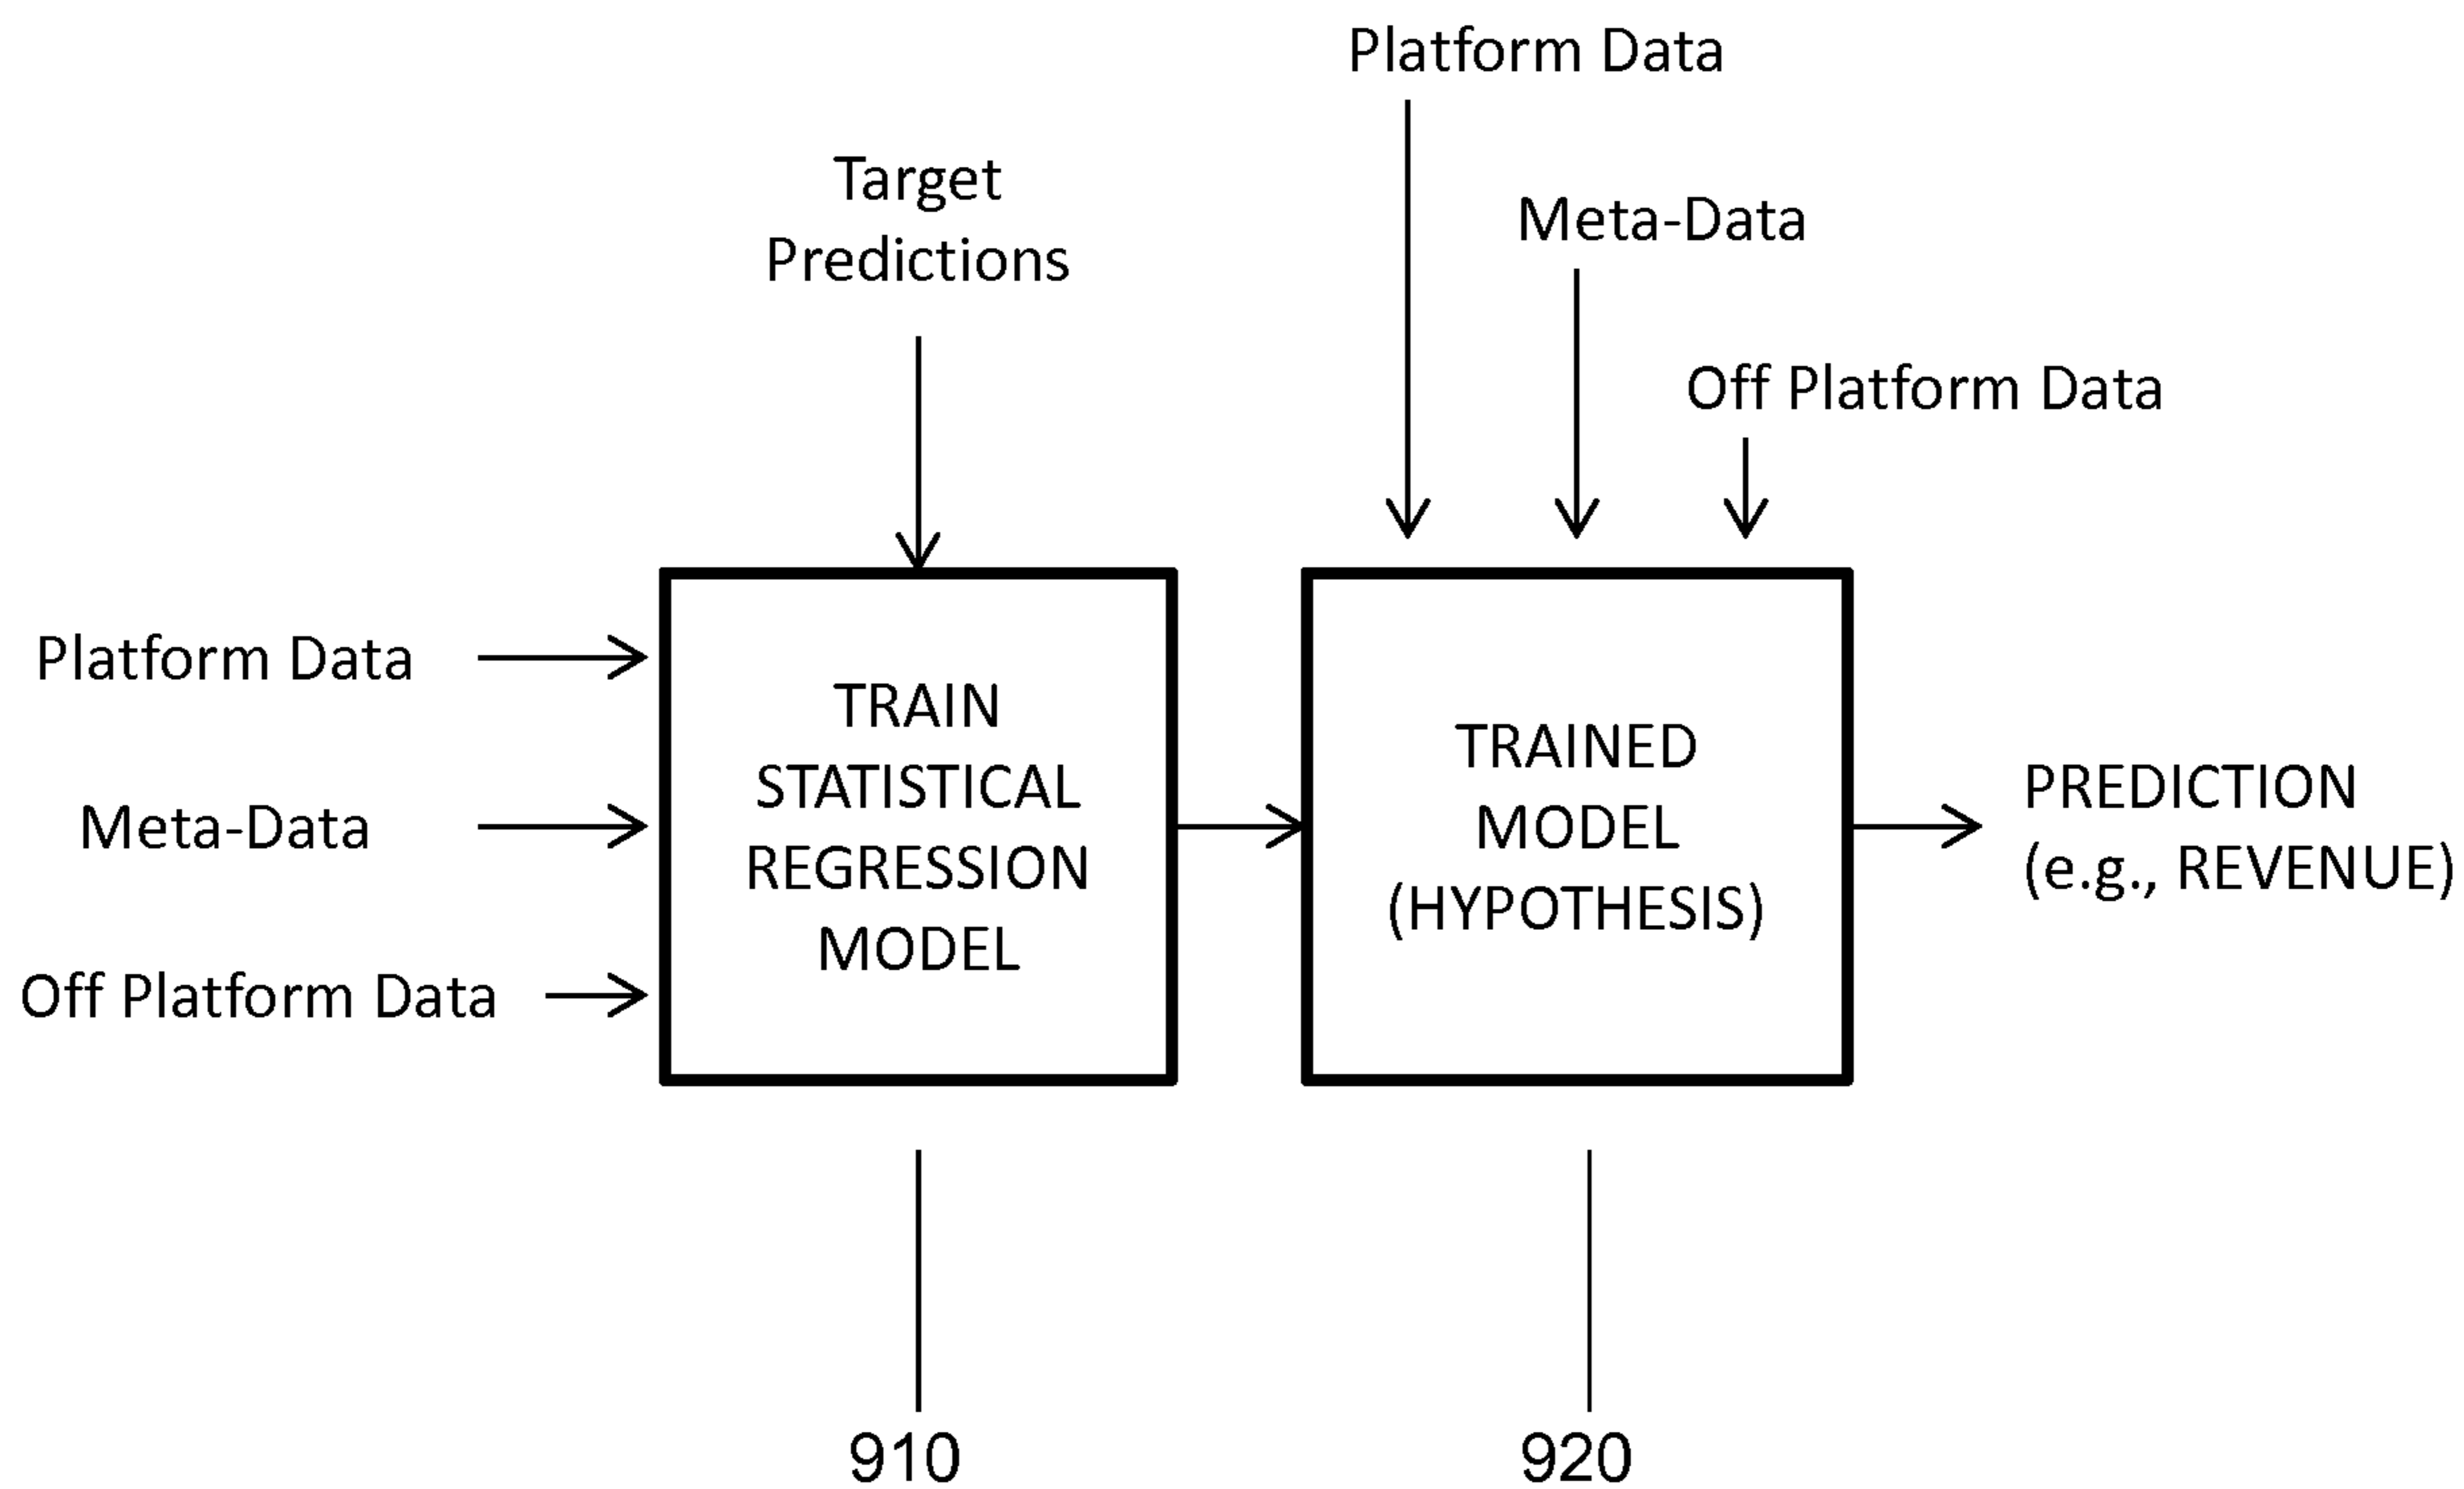 Platform Data
Target
Predictions
Meta-Data
Off Platform Data
Platform Data
Meta-Data
Off Platform Data
TRAIN
STATISTICAL
REGRESSION
MODEL
TRAINED
MODEL
(HYPOTHESIS)
PREDICTION
(e.g., REVENUE)
910
920